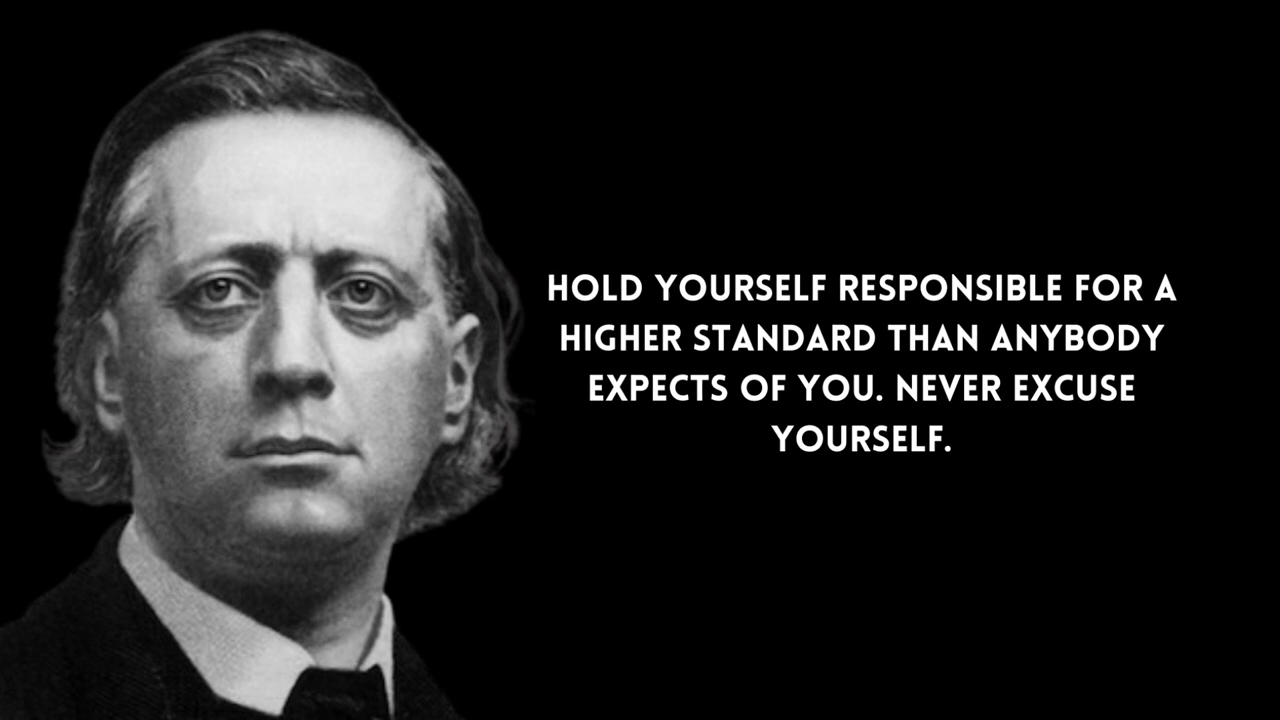 HOLD YOURSELF RESPONSIBLE FOR A
HIGHER STANDARD THAN ANYBODY
EXPECTS OF YOU. NEVER EXCUSE
YOURSELF.